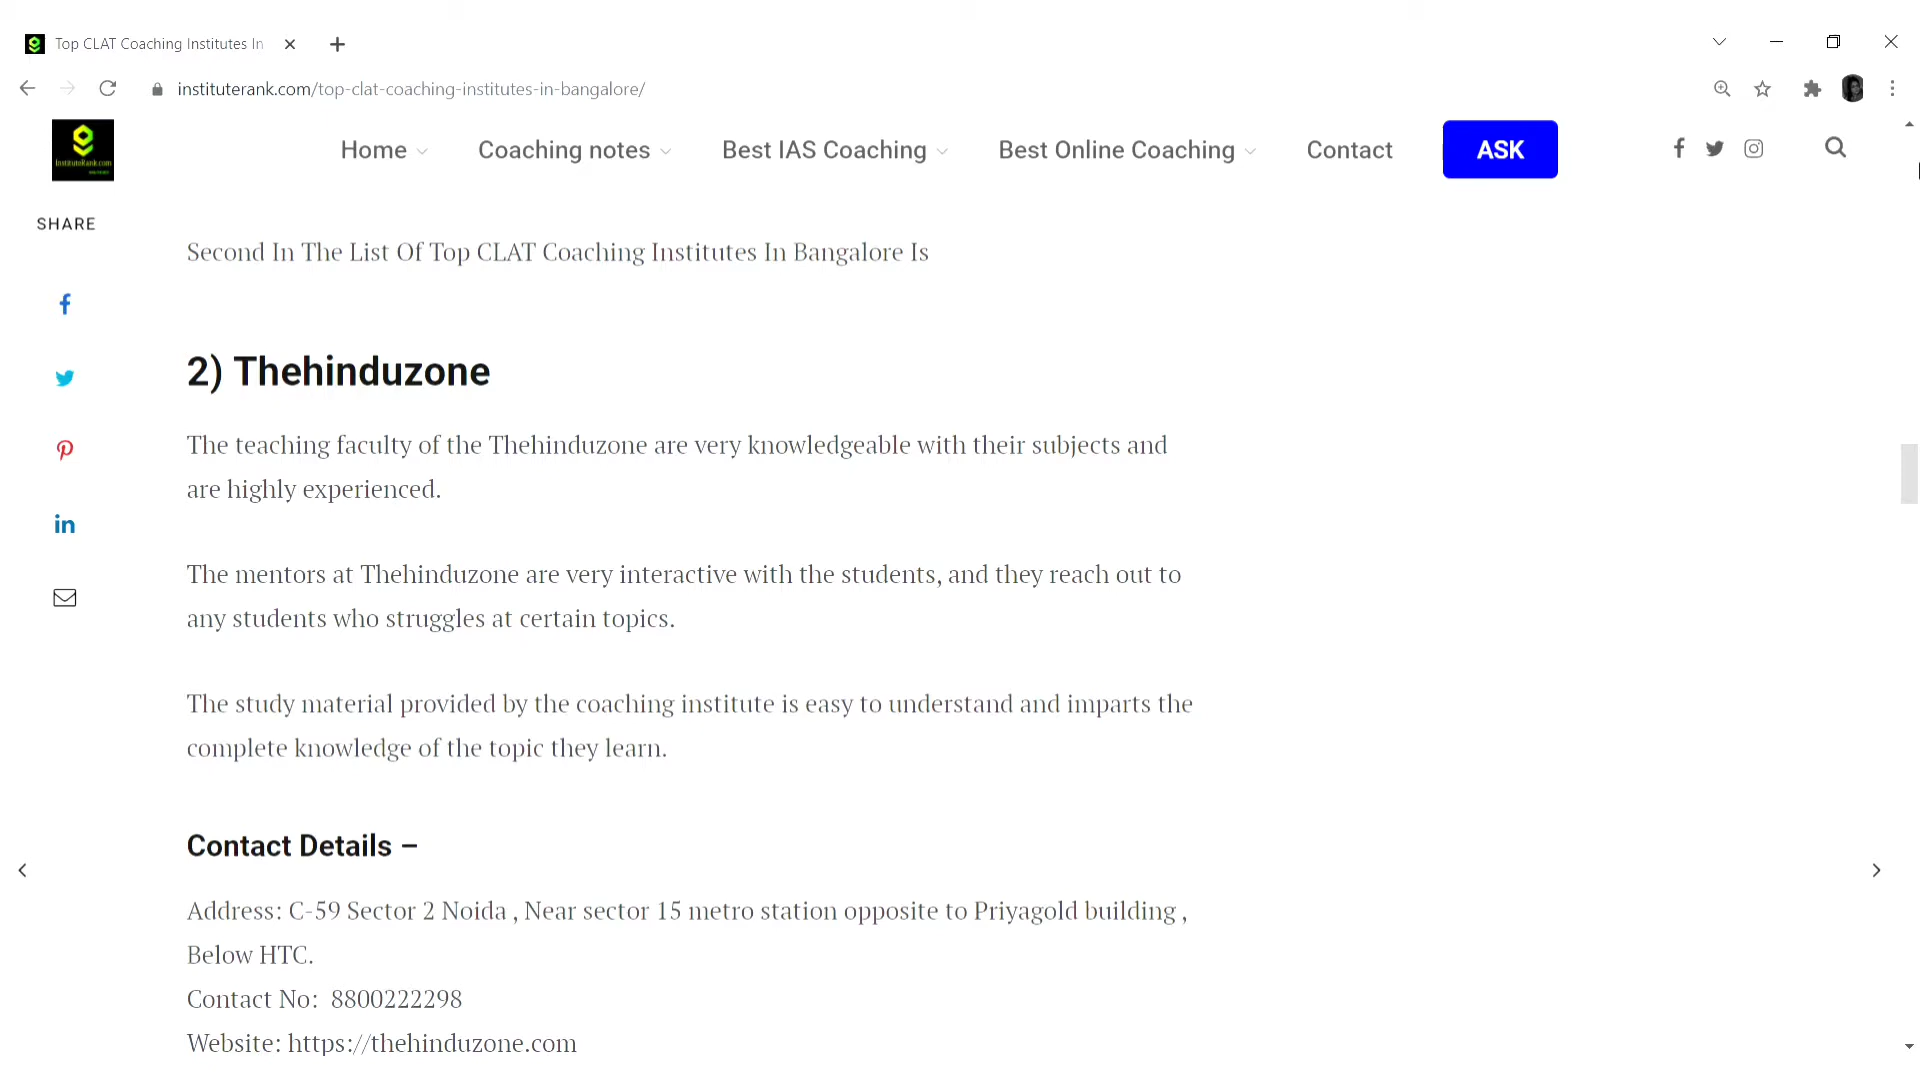 Top CLAT Coaching Institutes In
instituterank.com/top-clat-coaching-institutes-in-bangalore/
InstituteRank.com
Home
Coaching notes
Best IAS Coaching
Best Online Coaching
Contact
ASK
SHARE
Second In The List Of Top CLAT Coaching Institutes In Bangalore Is
2) Thehinduzone
The teaching faculty of the Thehinduzone are very knowledgeable with their subjects and
are highly experienced.
The mentors at Thehinduzone are very interactive with the students, and they reach out to
any students who struggles at certain topics.
The study material provided by the coaching institute is easy to understand and imparts the
complete knowledge of the topic they learn.
Contact Details –
Address: C-59 Sector 2 Noida , Near sector 15 metro station opposite to Priyagold building ,
Below HTC.
Contact No:  8800222298
Website: https://thehinduzone.com